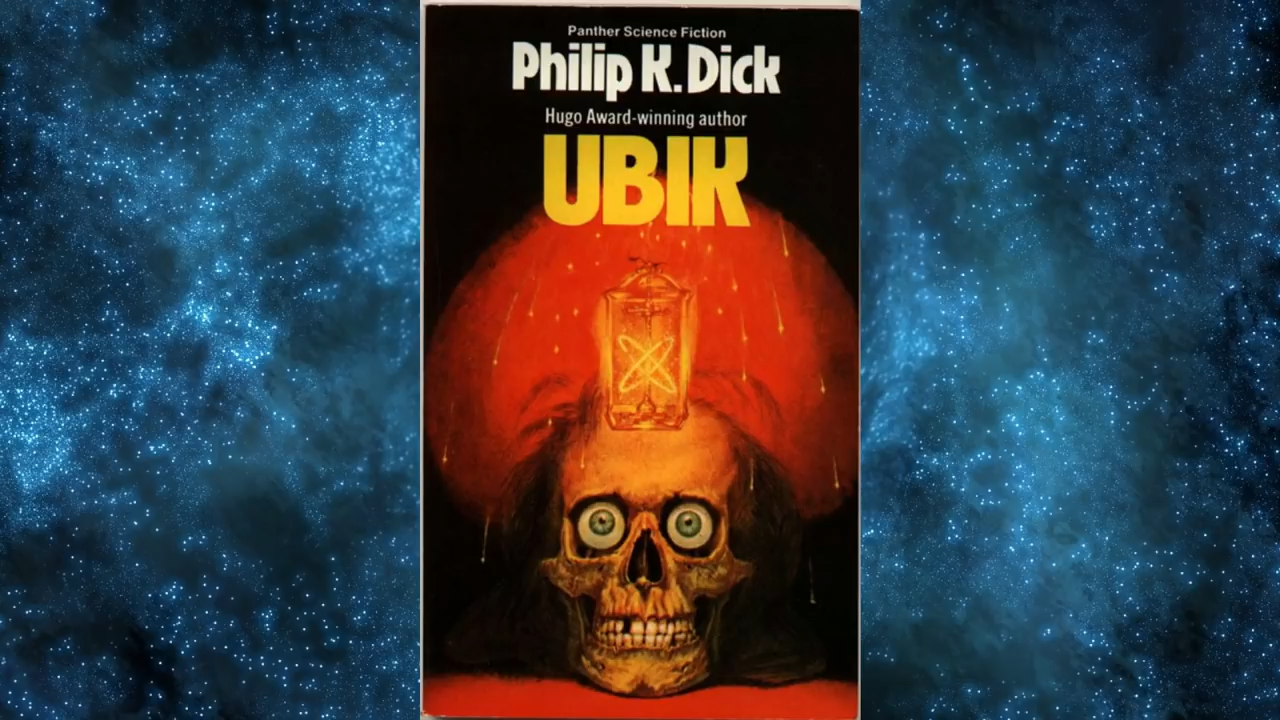 Panther Science Fiction
Philip K. Dick
Hugo Award-winning author
UBIK